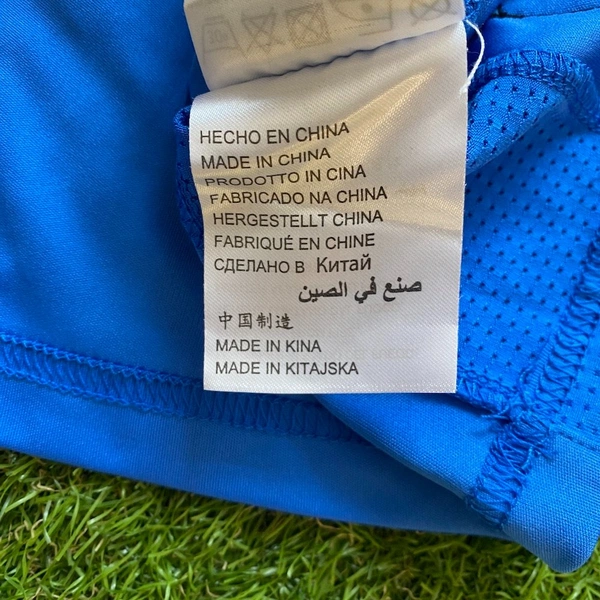 HECHO EN CHINA
MADE IN CHINA
PRODOTTO IN CINA
FABRICADO NA CHINA
HERGESTELLT CHINA
FABRIQUÉ EN CHINE
СДЕЛАНО В Китай
صنع في الصين
中国制造
MADE IN KINA
MADE IN KITAJSKA